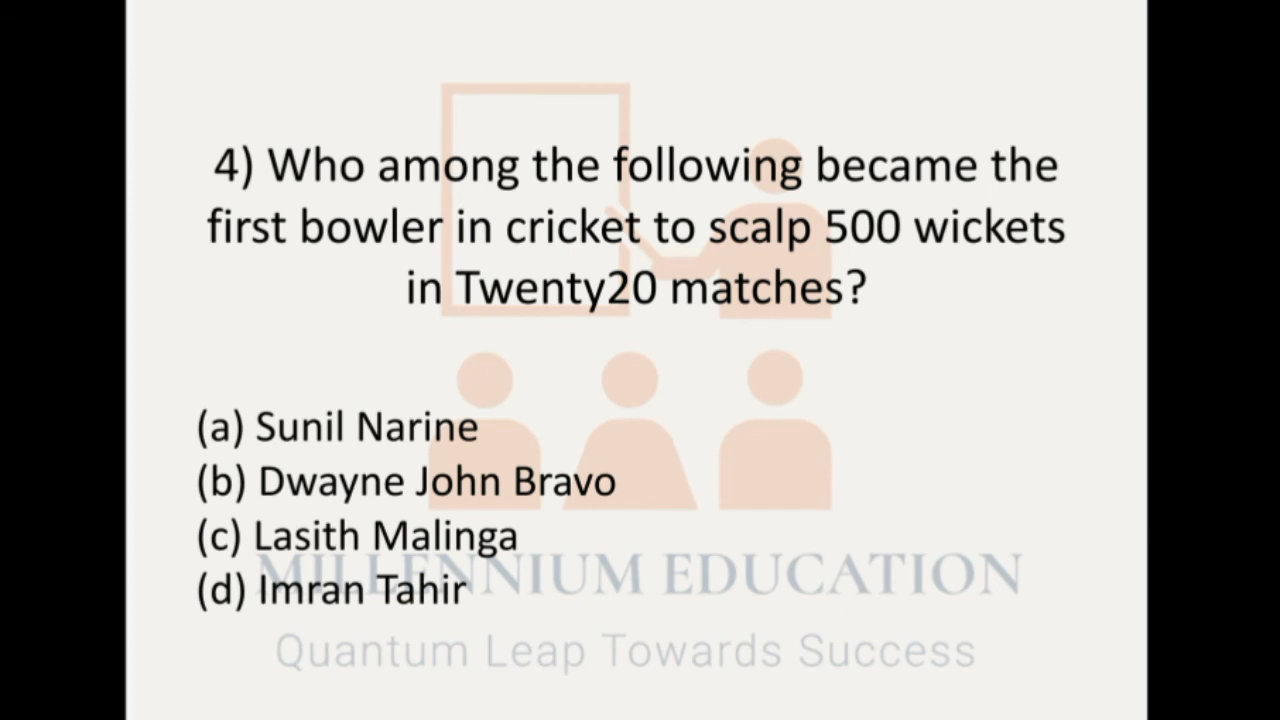 4) Who among the following became the
first bowler in cricket to scalp 500 wickets
in Twenty20 matches?
(a) Sunil Narine
(b) Dwayne John Bravo
(c) Lasith Malinga
(d) Imran Tahir
MILLENNIUM EDUCATION
Quantum Leap Towards Success